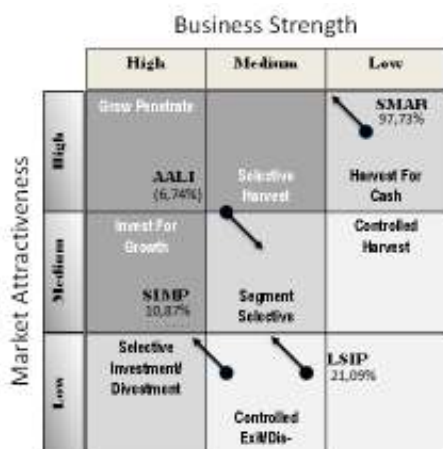 Business Strength
High Medium Low
Market Attractiveness
High
Grow Penetrate
AALI
(6,74%)
Selective
Harvest
SMAR
97,73%
Harvest For
Cash
Medium
Invest For
Growth
SIMP
10,87%
Segment
Selective
Controlled
Harvest
Low
Selective
Investment/
Divestment
Controlled
Exit/Dis-
LSIP
21,09%